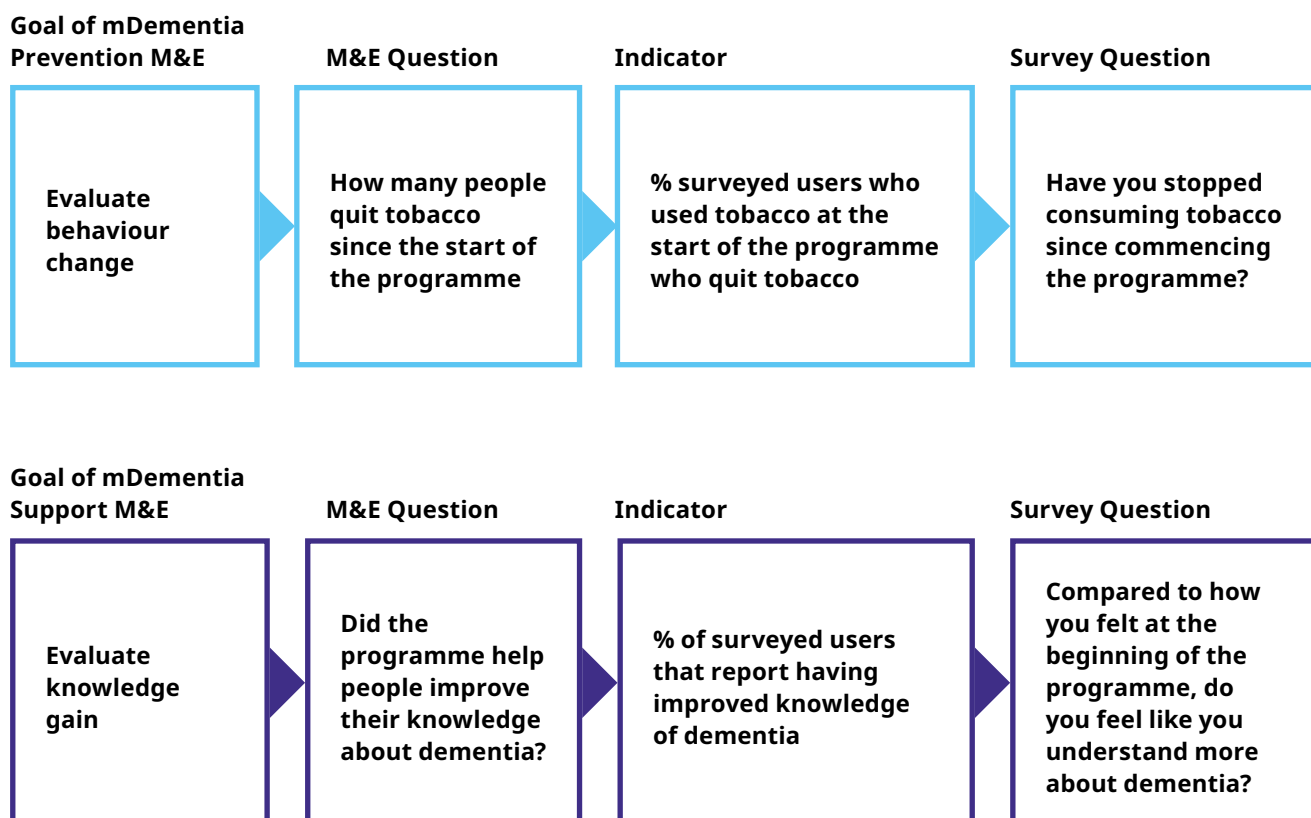 Goal of mDementia
Prevention M&E
M&E Question
Indicator
Survey Question
Evaluate
behaviour
change
How many people
quit tobacco
since the start of
the programme
% surveyed users who
used tobacco at the
start of the programme
who quit tobacco
Have you stopped
consuming tobacco
since commencing
the programme?
Goal of mDementia
Support M&E
M&E Question
Indicator
Survey Question
Evaluate
knowledge
gain
Did the
programme help
people improve
their knowledge
about dementia?
% of surveyed users
that report having
improved knowledge
of dementia
Compared to how
you felt at the
beginning of the
programme, do
you feel like you
understand more
about dementia?